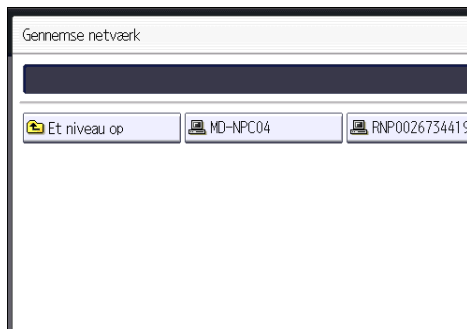 Gennemse netværk
Et niveau op
MD-NPC04
RNP0026734419